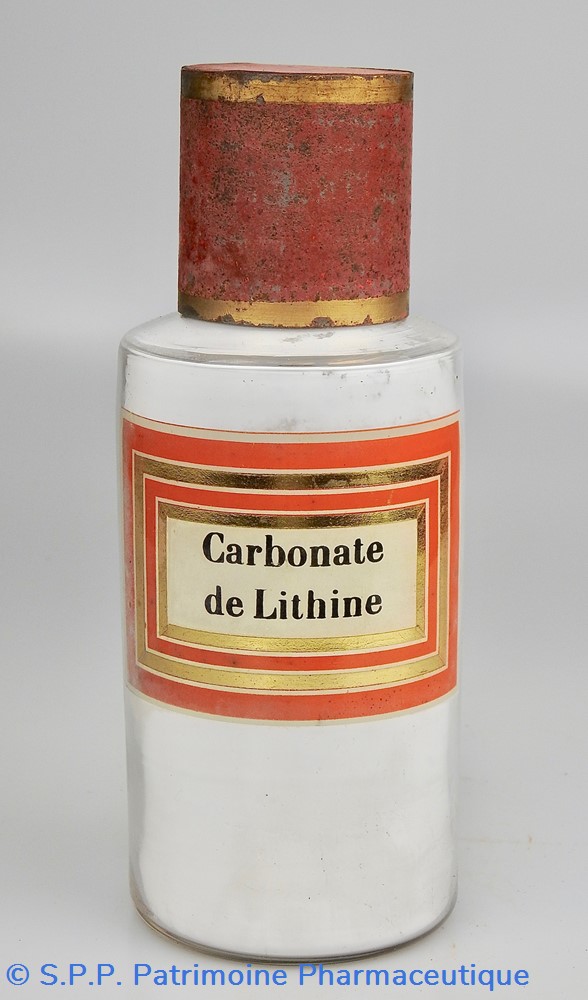 Carbonate
de Lithine
© S.P.P. Patrimoine Pharmaceutique